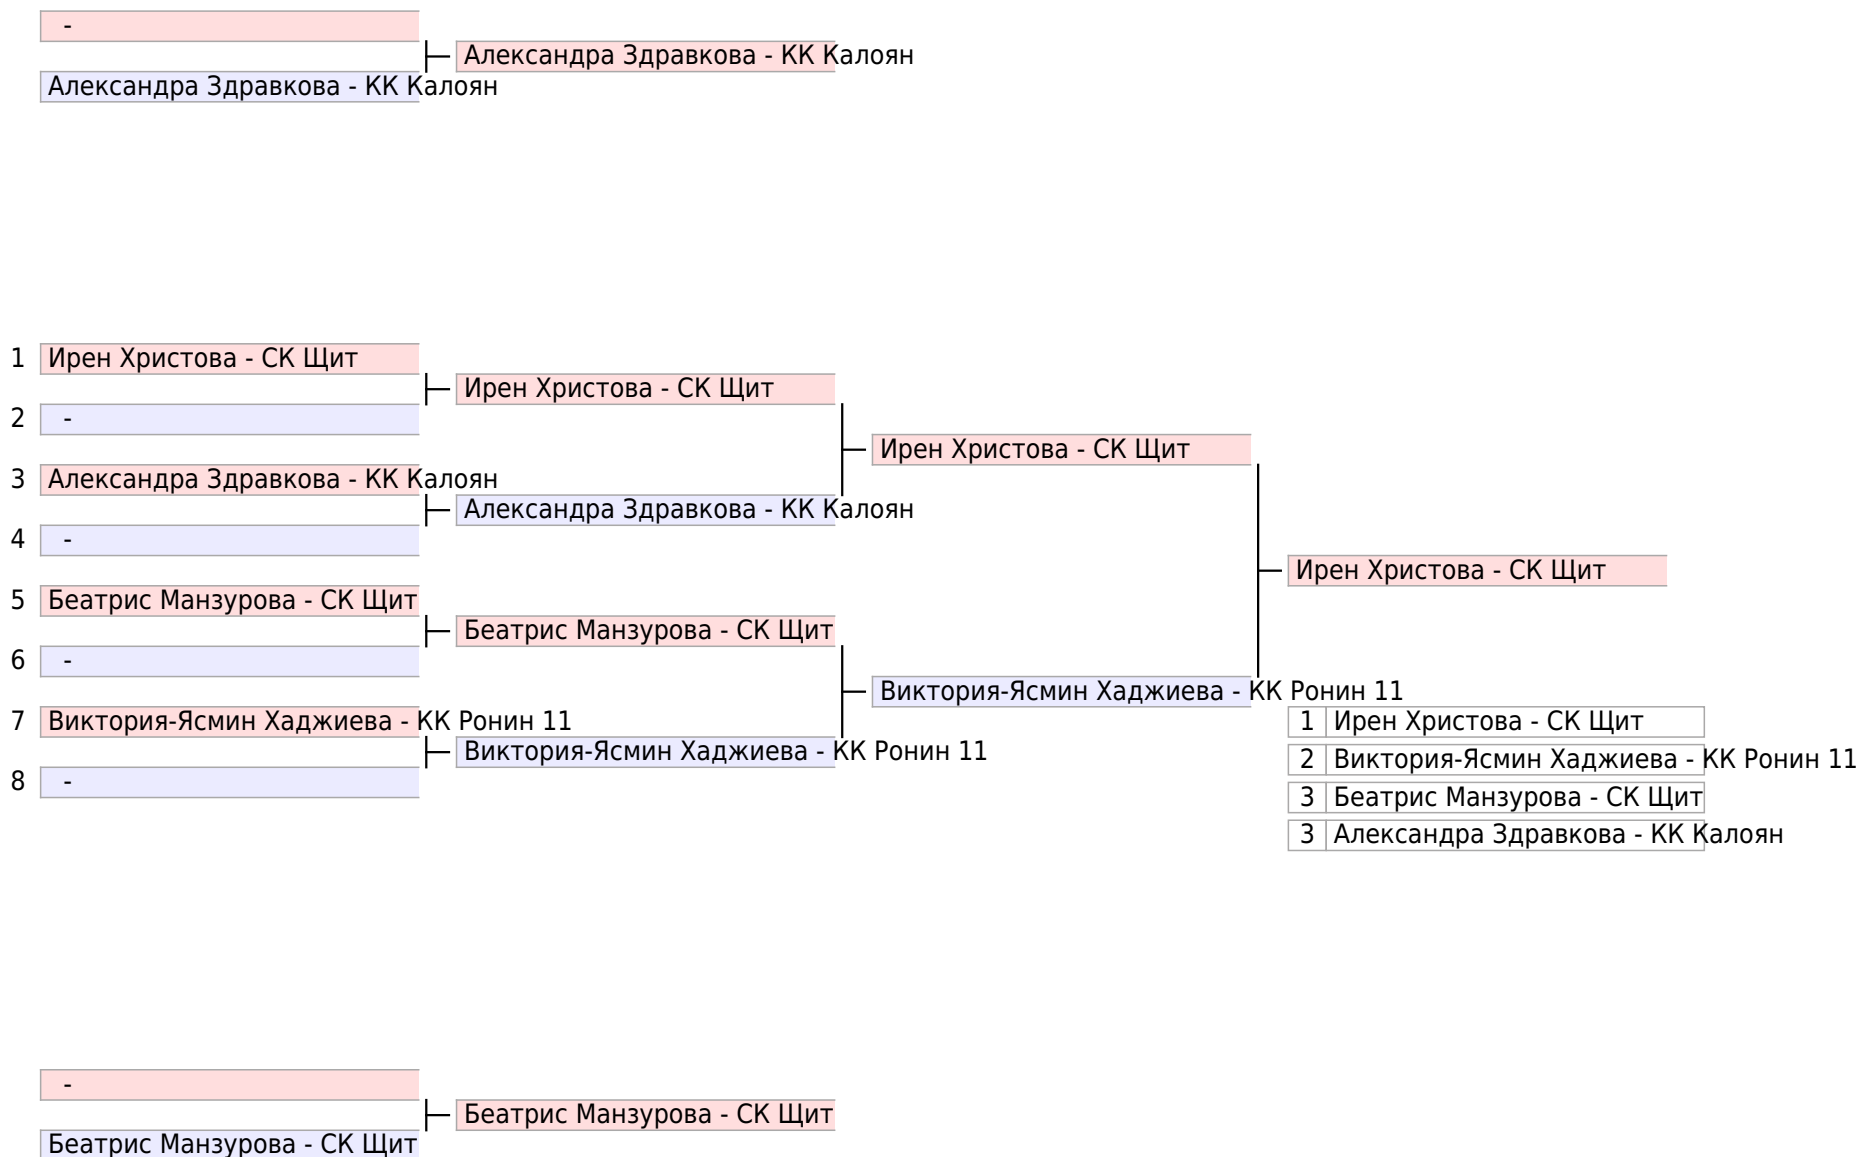 -
Александра Здравкова - КК Калоян
Александра Здравкова - КК Калоян
1 Ирен Христова - СК Щит
Ирен Христова - СК Щит
2 -
Ирен Христова - СК Щит
3 Александра Здравкова - КК Калоян
Александра Здравкова - КК Калоян
4 -
Ирен Христова - СК Щит
5 Беатрис Манзурова - СК Щит
Беатрис Манзурова - СК Щит
6 -
Виктория-Ясмин Хаджиева - КК Ронин 11
7 Виктория-Ясмин Хаджиева - КК Ронин 11
Виктория-Ясмин Хаджиева - КК Ронин 11
8 -
1 Ирен Христова - СК Щит
2 Виктория-Ясмин Хаджиева - КК Ронин 11
3 Беатрис Манзурова - СК Щит
3 Александра Здравкова - КК Калоян
-
Беатрис Манзурова - СК Щит
Беатрис Манзурова - СК Щит